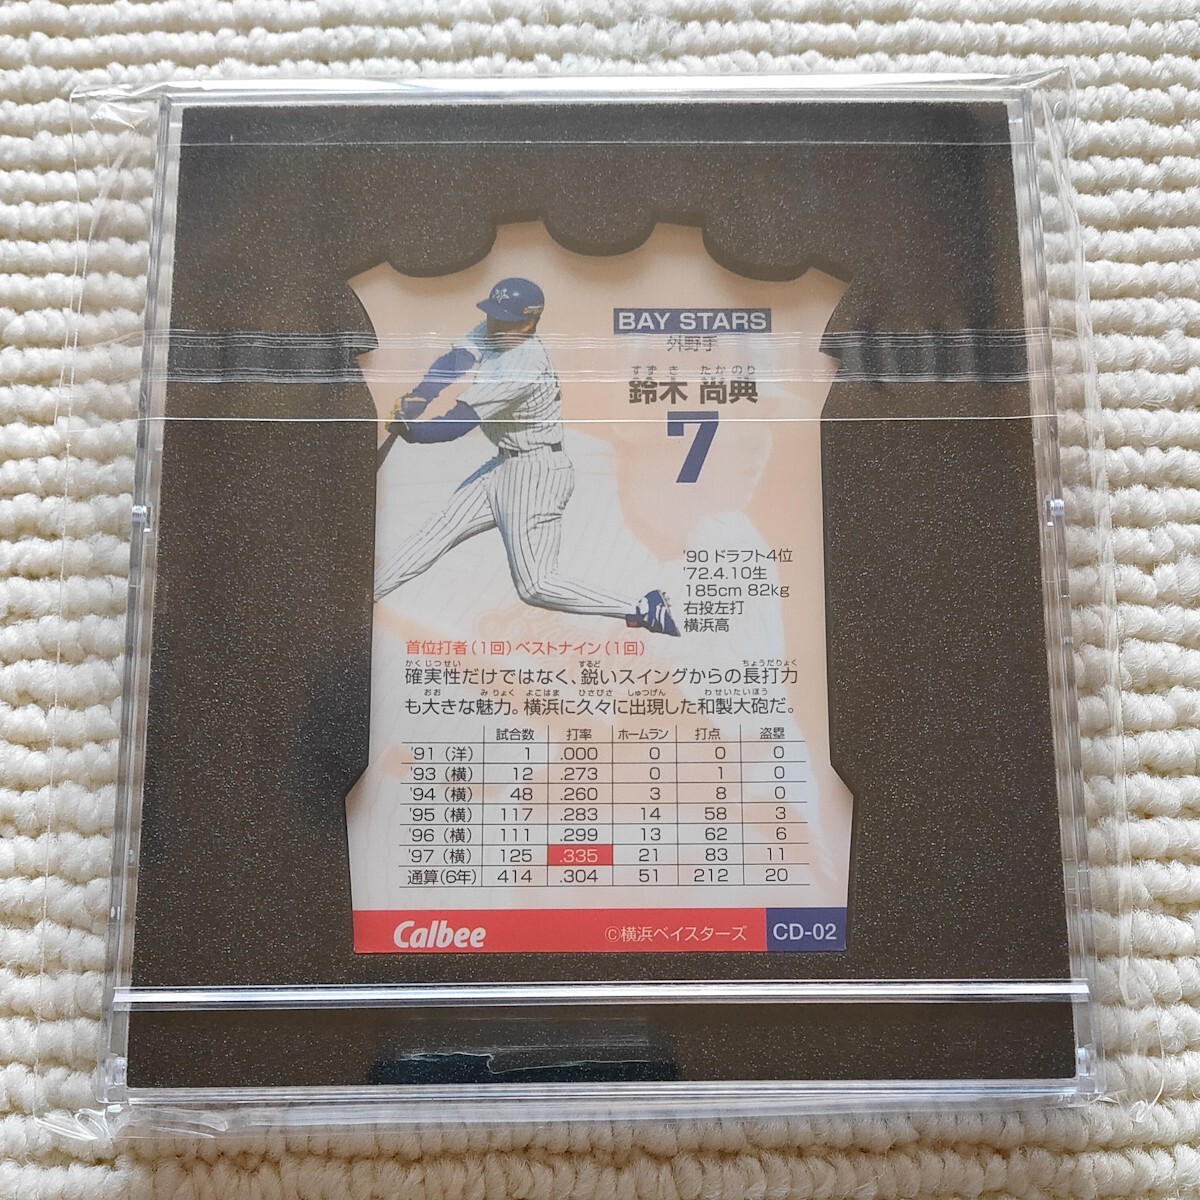 BAY STARS
外野手
すずき たかのり
鈴木 尚典
7
'90 ドラフト4位
'72.4.10生
185cm 82kg
右投左打
横浜高
首位打者(1回)ベストナイン(1回)
かくじつせい するど ちょうだりょく
確実性だけではなく、鋭いスイングからの長打力
おお みりょく よこはま ひさびさ しゅつげん わせいたいほう
も大きな魅力。横浜に久々に出現した和製大砲だ。
試合数 打率 ホームラン 打点 盗塁
'91(洋) 1 .000 0 0 0
'93(横) 12 .273 0 1 0
'94(横) 48 .260 3 8 0
'95(横) 117 .283 14 58 3
'96(横) 111 .299 13 62 6
'97(横) 125 .335 21 83 11
通算(6年) 414 .304 51 212 20
Calbee ©横浜ベイスターズ CD-02